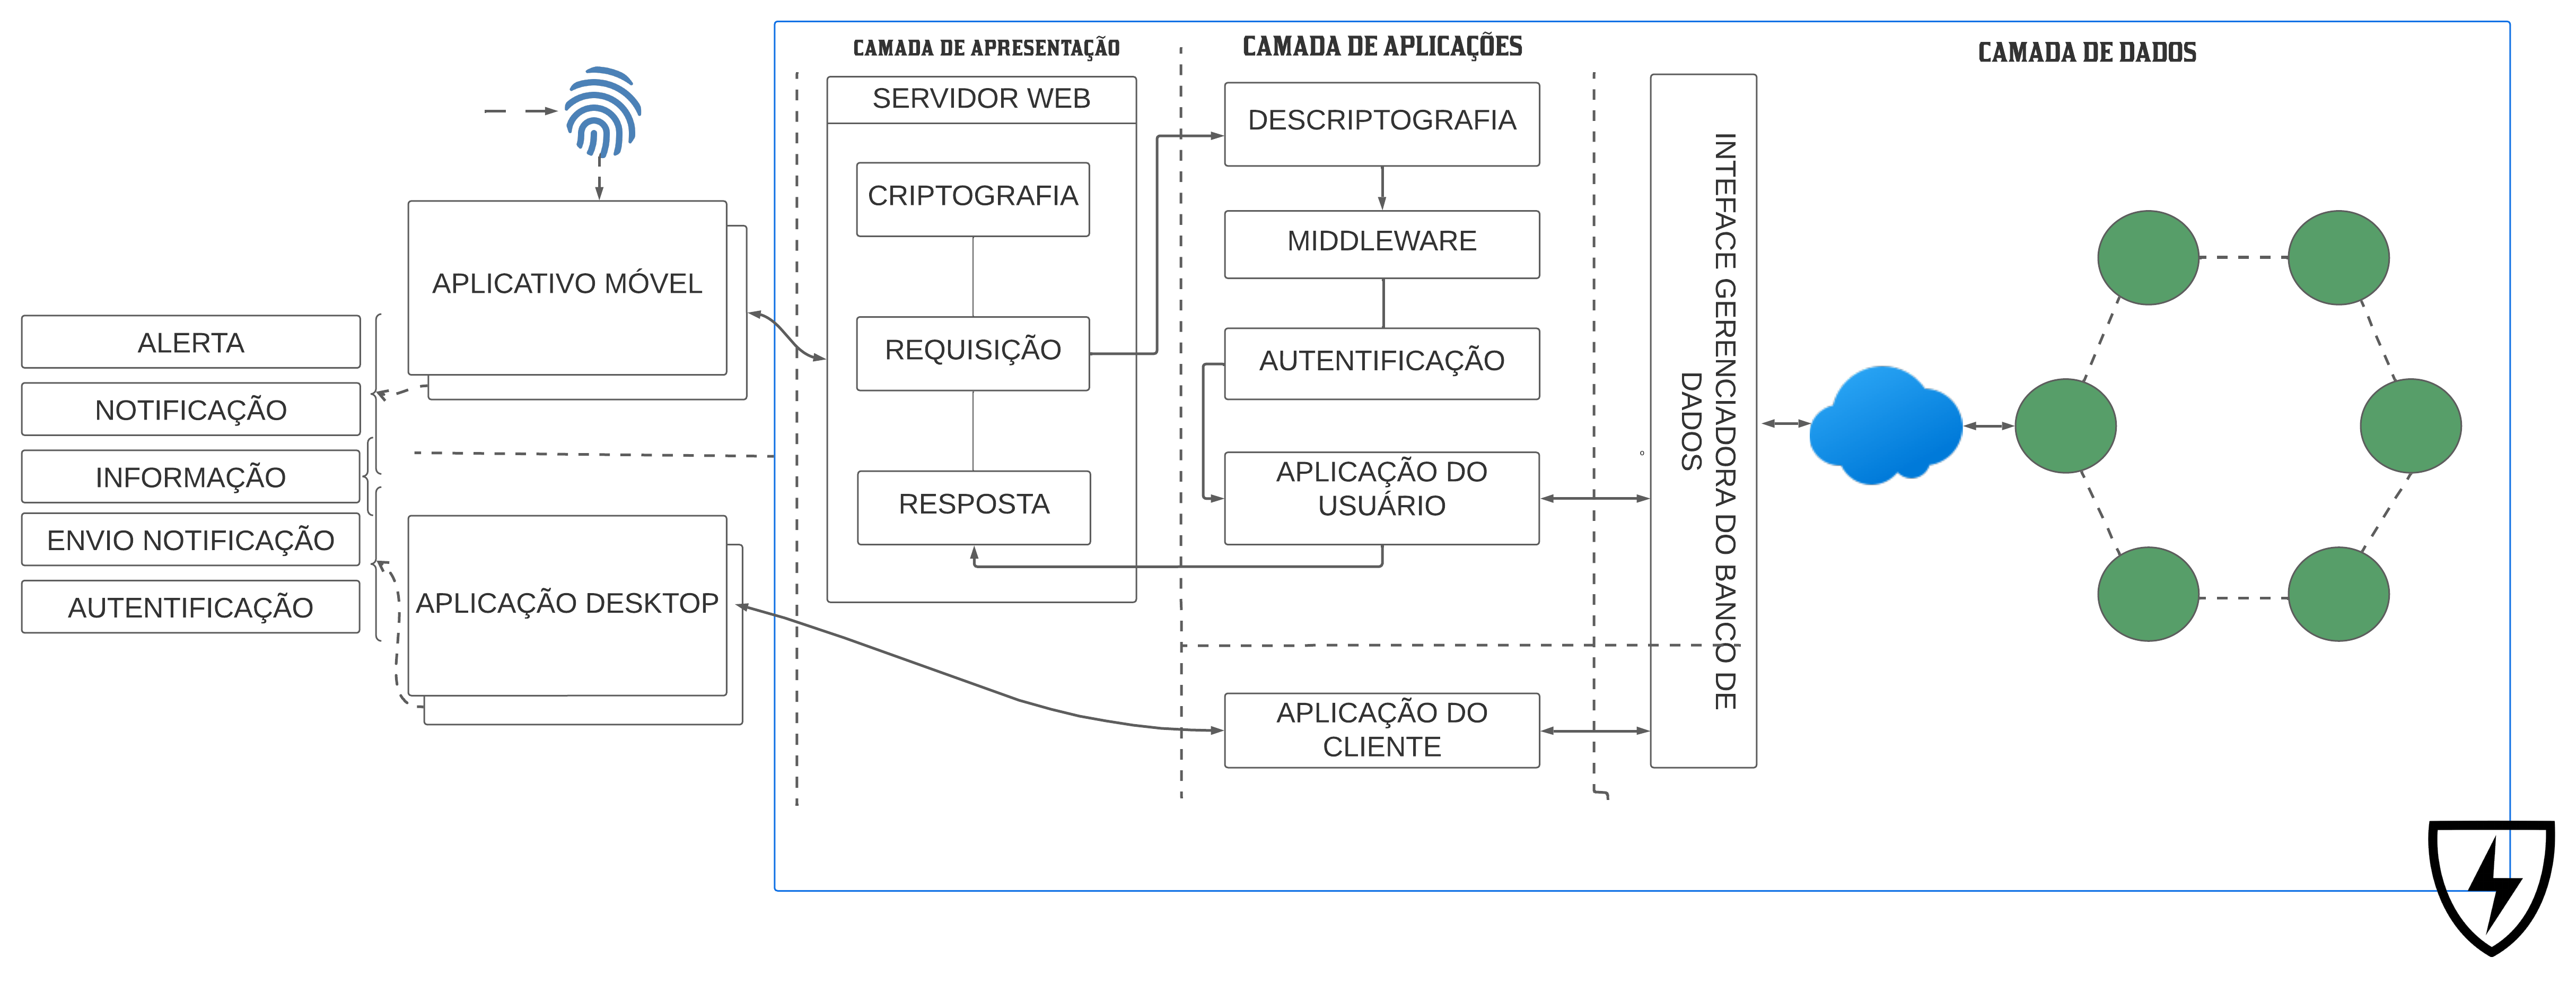 CAMADA DE APRESENTAÇÃO
CAMADA DE APLICAÇÕES
CAMADA DE DADOS
SERVIDOR WEB
CRIPTOGRAFIA
REQUISIÇÃO
RESPOSTA
DESCRIPTOGRAFIA
MIDDLEWARE
AUTENTIFICAÇÃO
APLICAÇÃO DO
USUÁRIO
APLICAÇÃO DO
CLIENTE
INTEFACE GERENCIADORA DO BANCO DE
DADOS
APLICATIVO MÓVEL
APLICAÇÃO DESKTOP
ALERTA
NOTIFICAÇÃO
INFORMAÇÃO
ENVIO NOTIFICAÇÃO
AUTENTIFICAÇÃO